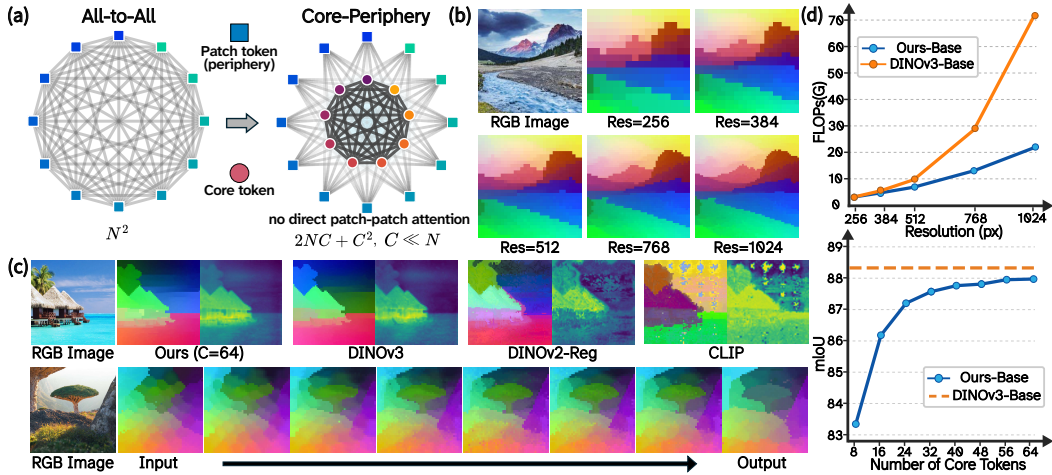 (a)
All-to-All
Core-Periphery
Patch token
(periphery)
Core token
N²
no direct patch-patch attention
2NC + C², C ≪ N
(b)
RGB Image
Res=256
Res=384
Res=512
Res=768
Res=1024
(c)
RGB Image
Ours (C=64)
DINOv3
DINOv2-Reg
CLIP
RGB Image
Input
Output
(d)
FLOPs(G)
70
60
50
40
30
20
10
0
Ours-Base
DINOv3-Base
256
384
512
768
1024
Resolution (px)
mIoU
89
88
87
86
85
84
83
Ours-Base
DINOv3-Base
8
16
24
32
40
48
56
64
Number of Core Tokens